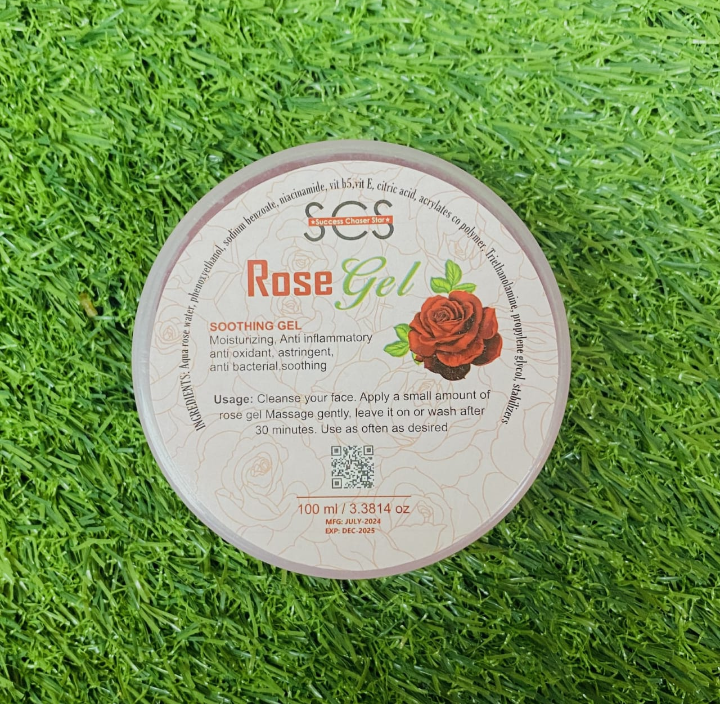 INGREDIENTS: Aqua rose water, phenoxyethanol, sodium benzoate, niacinamide, vit b5,vit E, citric acid, acrylates co polymer, Triethanolamine, propylene glycol, stabilizers
SCS
★Success Chaser Star★
Rose Gel
SOOTHING GEL
Moisturizing, Anti inflammatory
anti oxidant, astringent,
anti bacterial,soothing
Usage: Cleanse your face. Apply a small amount of
rose gel Massage gently, leave it on or wash after
30 minutes. Use as often as desired
100 ml / 3.3814 oz
MFG: JULY-2024
EXP: DEC-2025